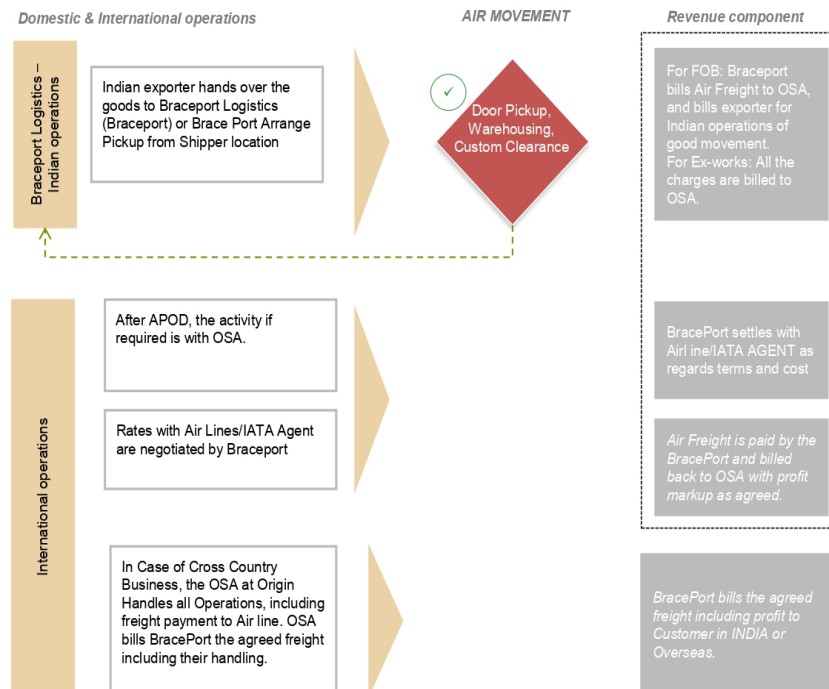 Domestic & International operations
AIR MOVEMENT
Revenue component
Braceport Logistics –
Indian operations
Indian exporter hands over the
goods to Braceport Logistics
(Braceport) or Brace Port Arrange
Pickup from Shipper location
Door Pickup,
Warehousing,
Custom Clearance
For FOB: Braceport
bills Air Freight to OSA,
and bills exporter for
Indian operations of
good movement.
For Ex-works: All the
charges are billed to
OSA.
International operations
After APOD, the activity if
required is with OSA.
BracePort settles with
Airl ine/IATA AGENT as
regards terms and cost
Rates with Air Lines/IATA Agent
are negotiated by Braceport
Air Freight is paid by the
BracePort and billed
back to OSA with profit
markup as agreed.
In Case of Cross Country
Business, the OSA at Origin
Handles all Operations, including
freight payment to Air line. OSA
bills BracePort the agreed freight
including their handling.
BracePort bills the agreed
freight including profit to
Customer in INDIA or
Overseas.